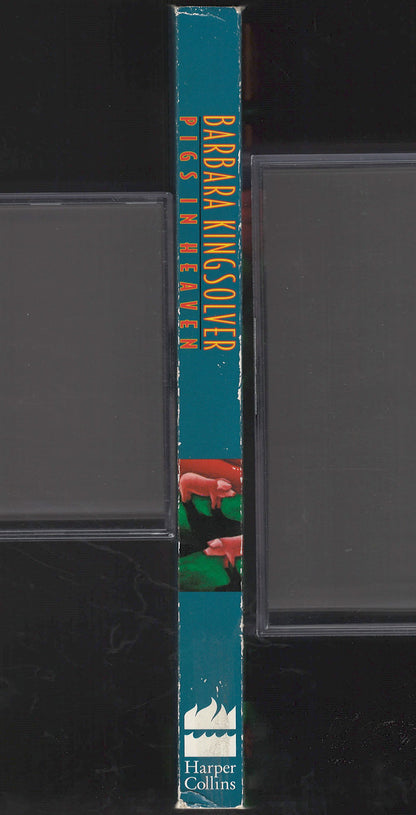 BARBARA KINGSOLVER
PIGS IN HEAVEN
Harper
Collins